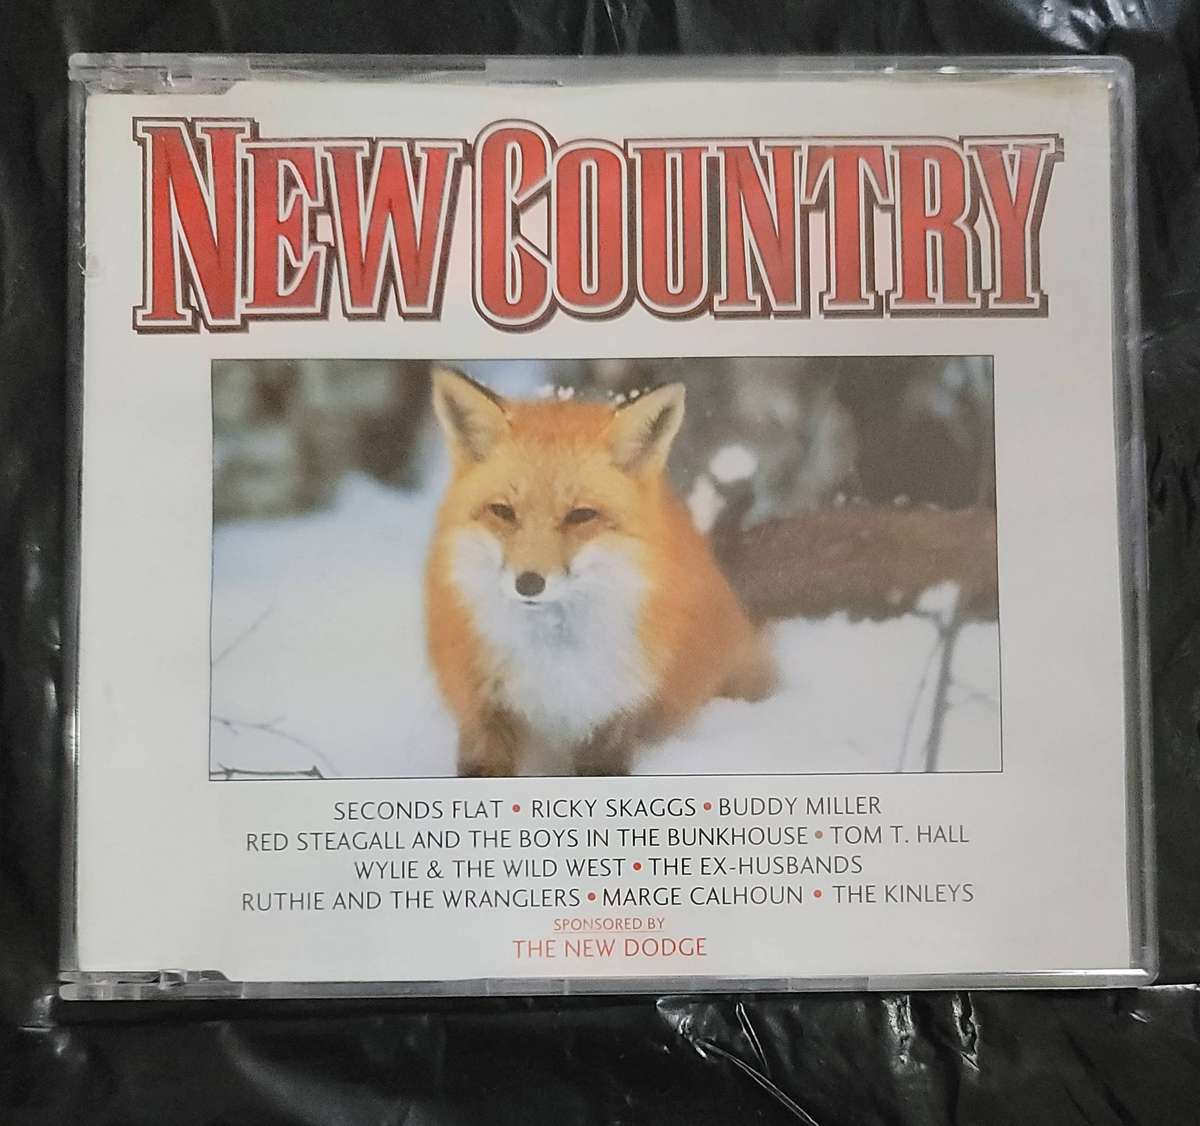 NEW COUNTRY
SECONDS FLAT • RICKY SKAGGS • BUDDY MILLER
RED STEAGALL AND THE BOYS IN THE BUNKHOUSE • TOM T. HALL
WYLIE & THE WILD WEST • THE EX-HUSBANDS
RUTHIE AND THE WRANGLERS • MARGE CALHOUN • THE KINLEYS
SPONSORED BY
THE NEW DODGE